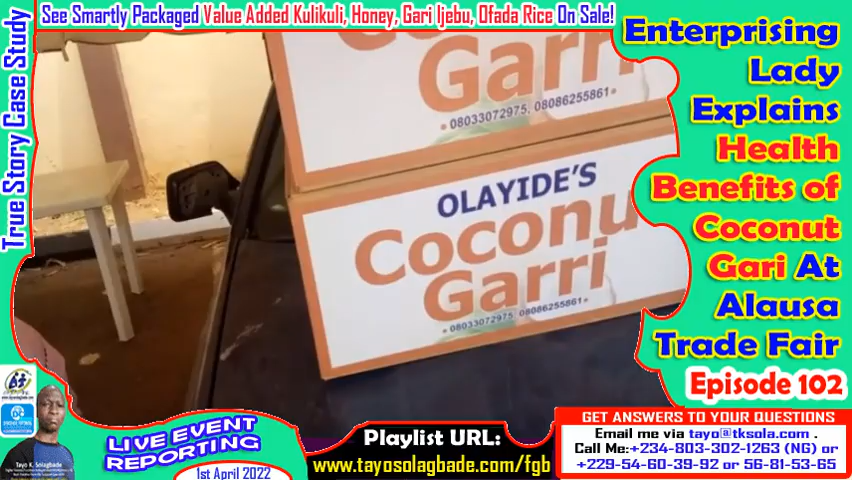 See Smartly Packaged Value Added Kulikuli, Honey, Gari Ijebu, Ofada Rice On Sale!
True Story Case Study
Enterprising
Lady
Explains
Health
Benefits of
Coconut
Gari At
Alausa
Trade Fair
Episode 102
Garri
08033072975, 08086255861
OLAYIDE'S
Coconu
Garri
08033072975, 08086255861
LIVE EVENT
REPORTING
1st April 2022
Tayo K. Solagbade
Playlist URL:
www.tayosolagbade.com/fgb
GET ANSWERS TO YOUR QUESTIONS
Email me via tayo@tksola.com .
Call Me:+234-803-302-1263 (NG) or
+229-54-60-39-92 or 56-81-53-65